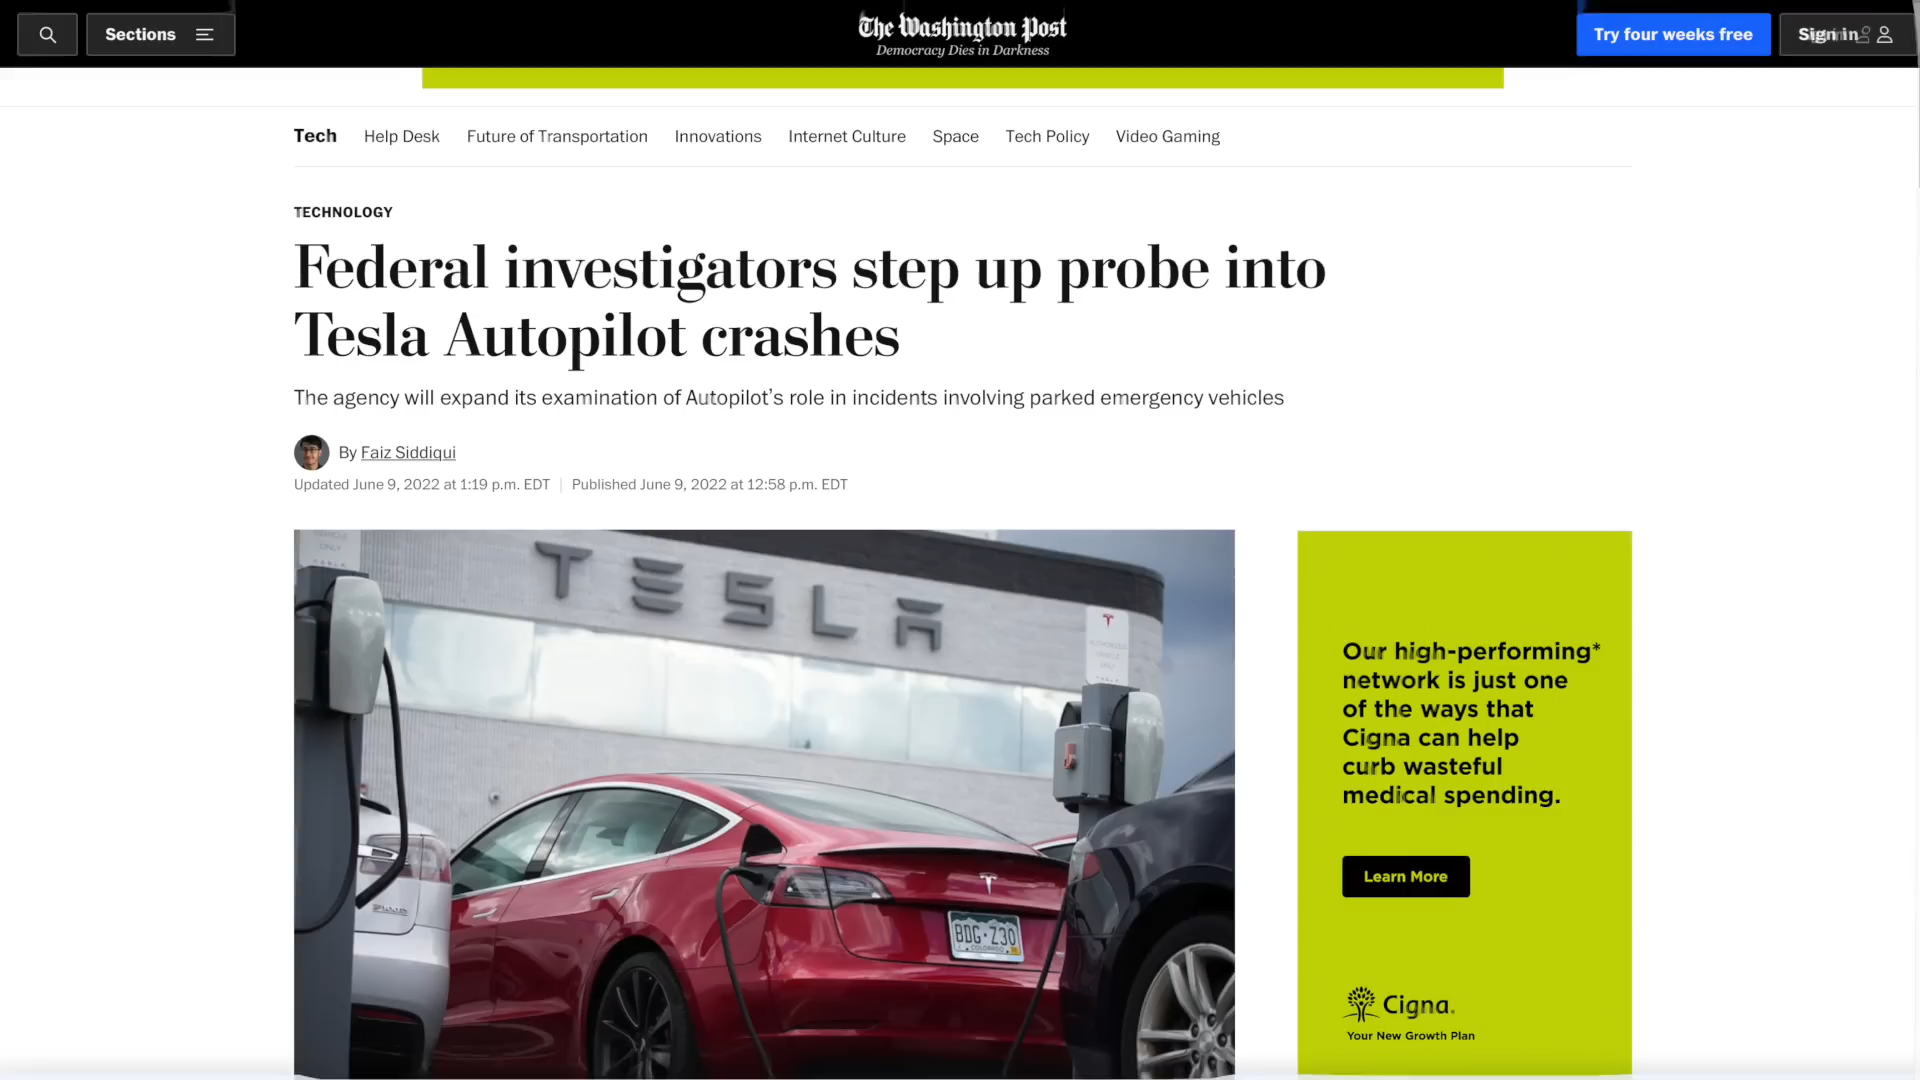 Sections
The Washington Post
Democracy Dies in Darkness
Try four weeks free
Sign in
Tech
Help Desk
Future of Transportation
Innovations
Internet Culture
Space
Tech Policy
Video Gaming
TECHNOLOGY
Federal investigators step up probe into
Tesla Autopilot crashes
The agency will expand its examination of Autopilot’s role in incidents involving parked emergency vehicles
By Faiz Siddiqui
Updated June 9, 2022 at 1:19 p.m. EDT | Published June 9, 2022 at 12:58 p.m. EDT
TESLA
BDG·Z30
COLORADO
Our high-performing*
network is just one
of the ways that
Cigna can help
curb wasteful
medical spending.
Learn More
Cigna.
Your New Growth Plan